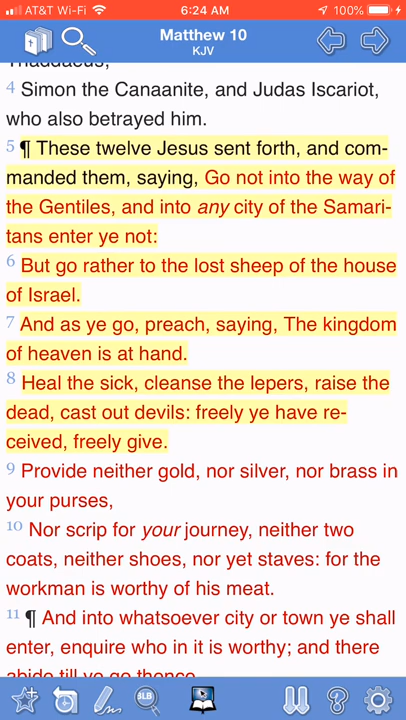 AT&T Wi-Fi 6:24 AM 100%
Matthew 10
KJV
Thaddaeus;
4 Simon the Canaanite, and Judas Iscariot,
who also betrayed him.
5 ¶ These twelve Jesus sent forth, and com-
manded them, saying, Go not into the way of
the Gentiles, and into any city of the Samari-
tans enter ye not:
6 But go rather to the lost sheep of the house
of Israel.
7 And as ye go, preach, saying, The kingdom
of heaven is at hand.
8 Heal the sick, cleanse the lepers, raise the
dead, cast out devils: freely ye have re-
ceived, freely give.
9 Provide neither gold, nor silver, nor brass in
your purses,
10 Nor scrip for your journey, neither two
coats, neither shoes, nor yet staves: for the
workman is worthy of his meat.
11 ¶ And into whatsoever city or town ye shall
enter, enquire who in it is worthy; and there
abide till ye go thence.
BLB